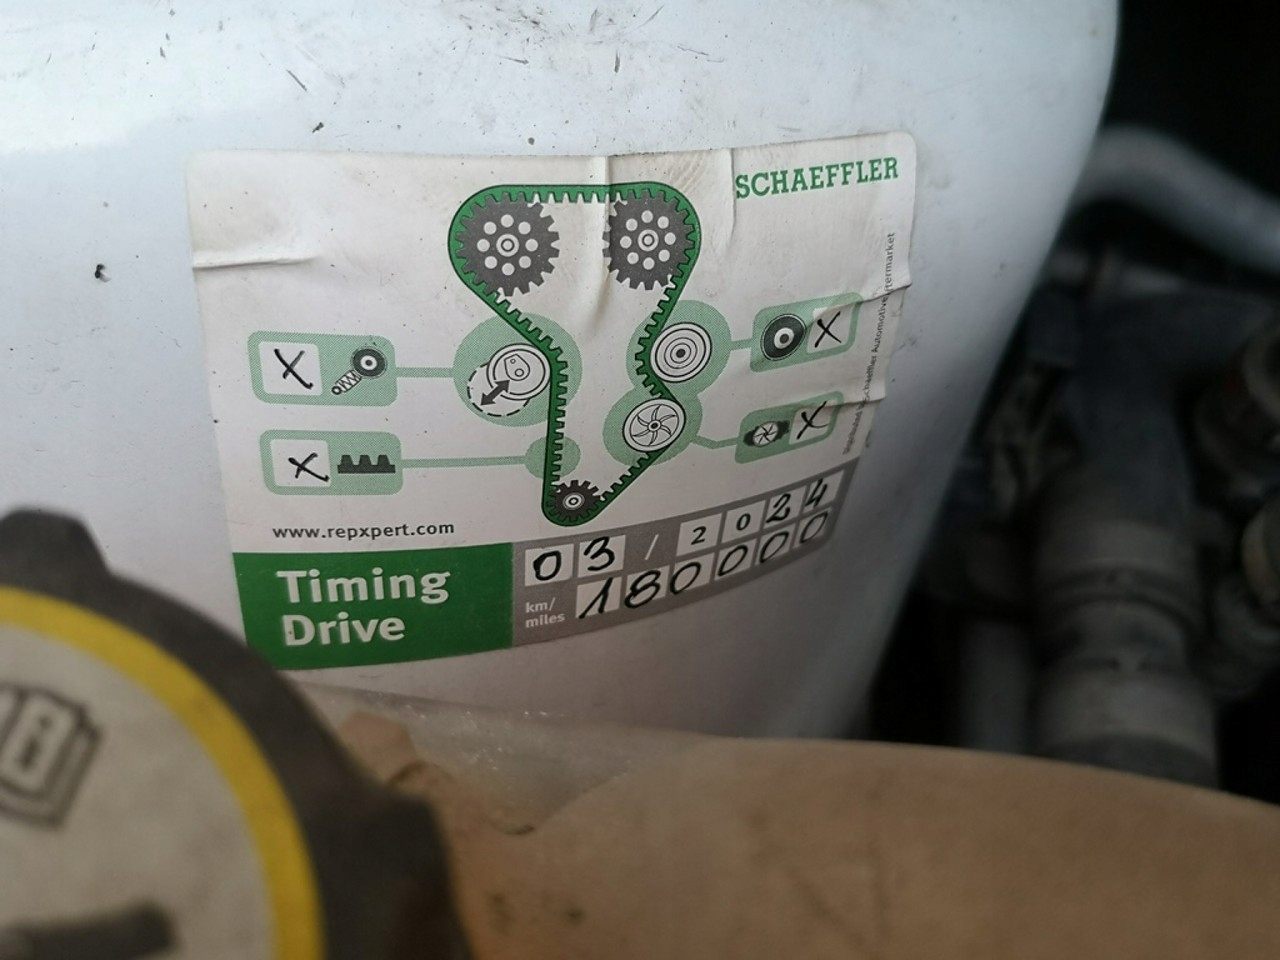 SCHAEFFLER
X
X
X
X
www.repxpert.com
Timing
Drive
03 / 2024
km/
miles
180000